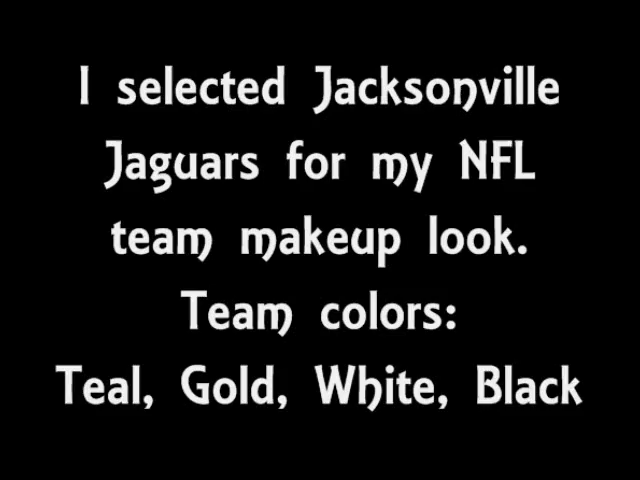 I selected Jacksonville
Jaguars for my NFL
team makeup look.
Team colors:
Teal, Gold, White, Black